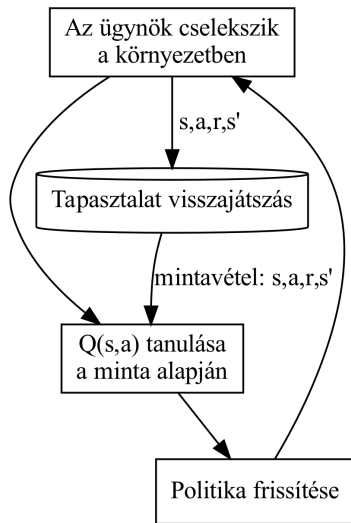 Az ügynök cselekszik
a környezetben
s,a,r,s'
Tapasztalat visszajátszás
mintavétel: s,a,r,s'
Q(s,a) tanulása
a minta alapján
Politika frissítése